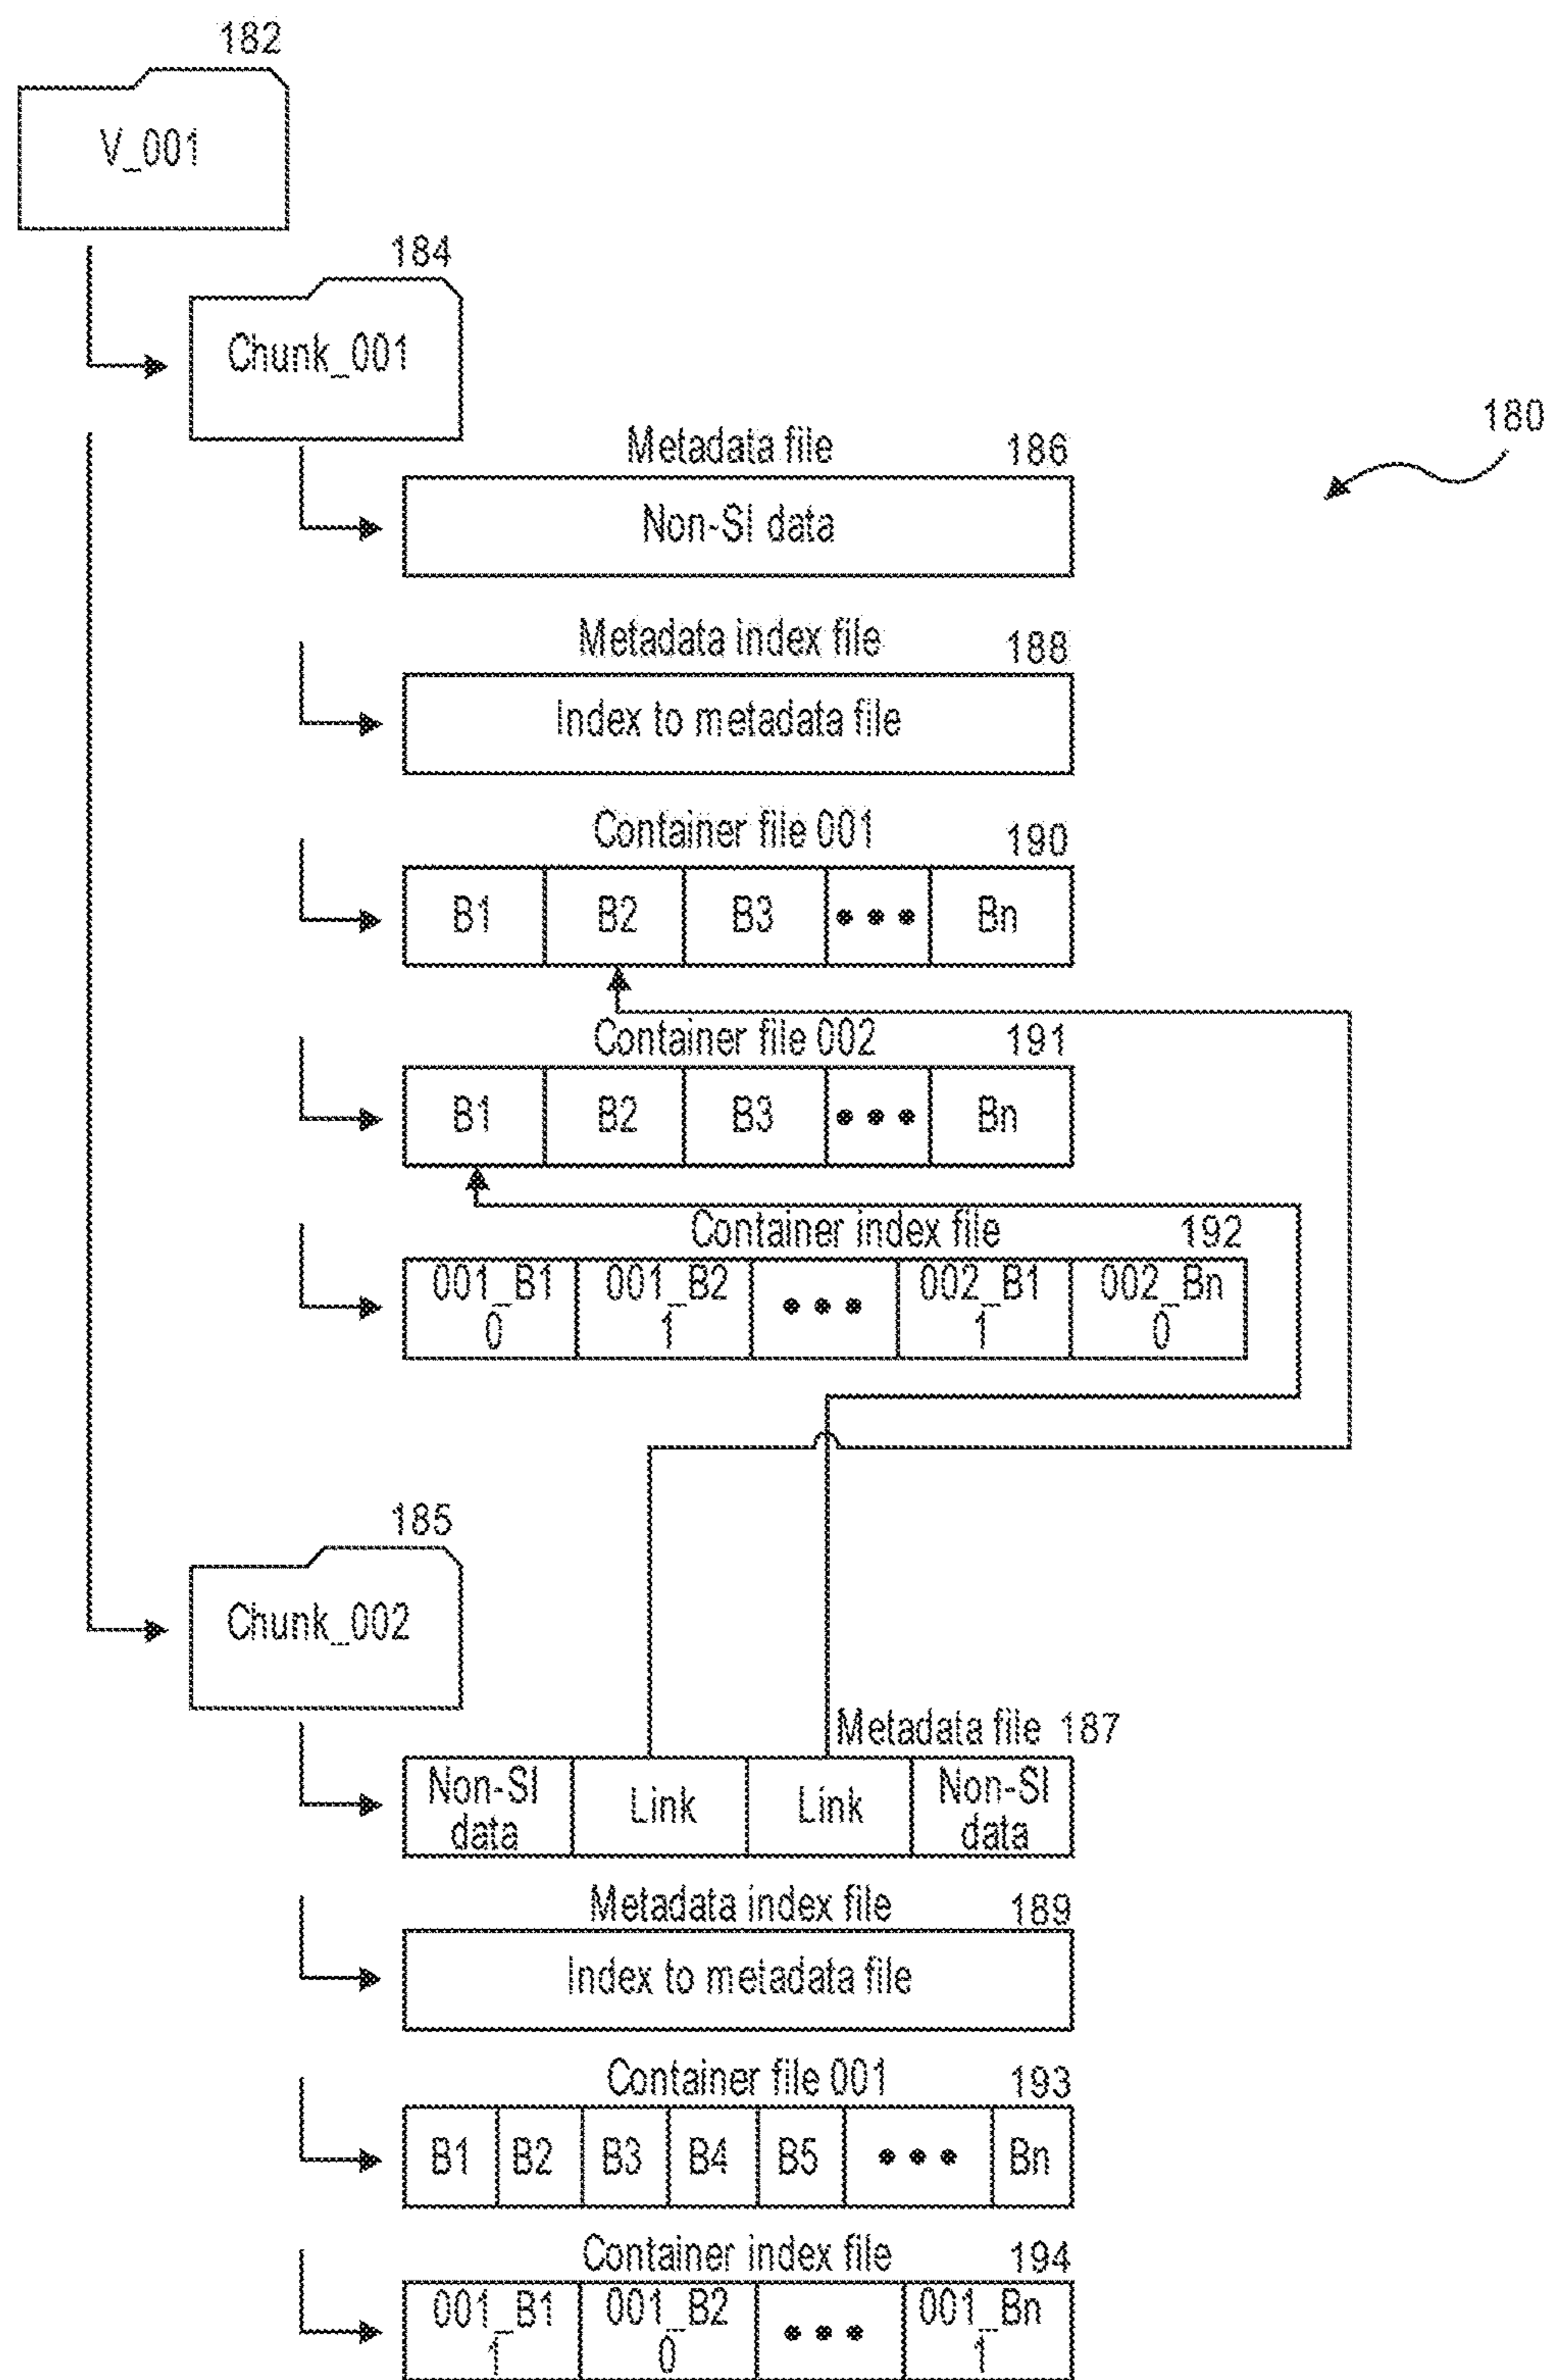 182
V_001
184
Chunk_001
180
Metadata file 186
Non-SI data
Metadata index file 188
Index to metadata file
Container file 001 190
B1 B2 B3 ••• Bn
Container file 002 191
B1 B2 B3 ••• Bn
Container index file 192
001_B1 001_B2 ••• 002_B1 002_Bn
0 1 1 0
185
Chunk_002
Metadata file 187
Non-SI Link Link Non-SI
data data
Metadata index file 189
Index to metadata file
Container file 001 193
B1 B2 B3 B4 B5 ••• Bn
Container index file 194
001_B1 001_B2 ••• 001_Bn
1 0 1